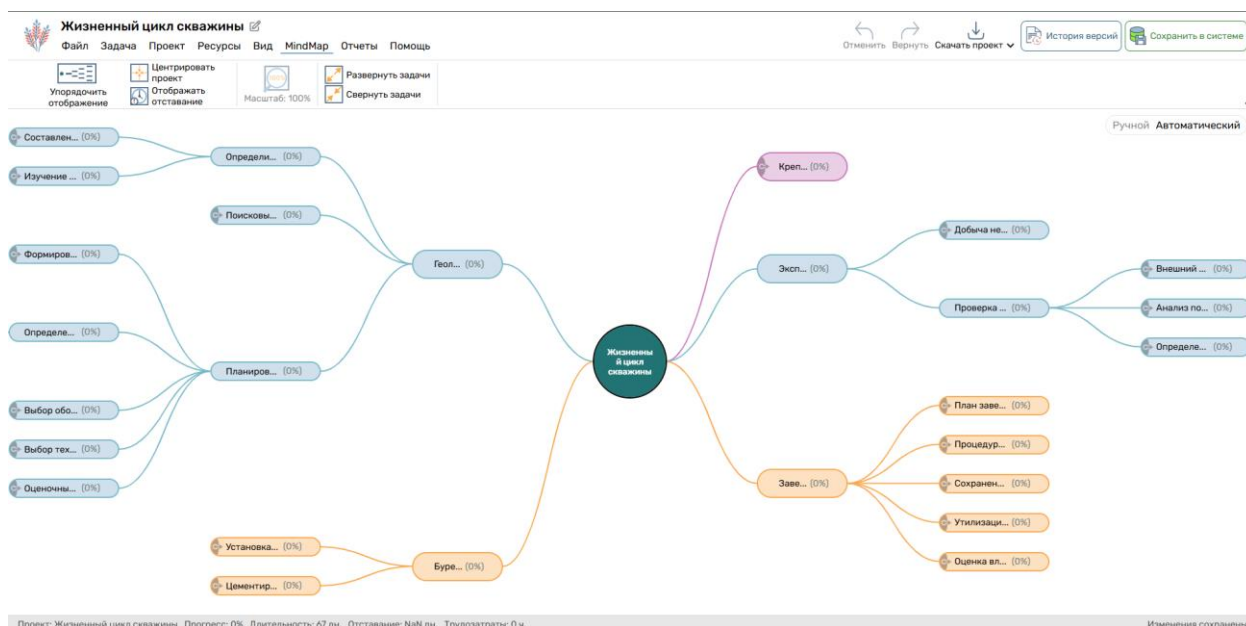 Жизненный цикл скважины
Файл Задача Проект Ресурсы Вид MindMap Отчеты Помощь
Отменить Вернуть Скачать проект История версий Сохранить в системе
Упорядочить отображение
Центрировать проект
Отображать отставание
100%
Масштаб: 100%
Развернуть задачи
Свернуть задачи
Ручной Автоматический
Составлен... (0%)
Изучение ... (0%)
Определи... (0%)
Поисковы... (0%)
Формиров... (0%)
Геол... (0%)
Определе... (0%)
Планиров... (0%)
Выбор обо... (0%)
Выбор тех... (0%)
Оценочны... (0%)
Установка... (0%)
Цементир... (0%)
Буре... (0%)
Жизненны
й цикл
скважины
Креп... (0%)
Эксп... (0%)
Добыча не... (0%)
Проверка ... (0%)
Внешний ... (0%)
Анализ по... (0%)
Определе... (0%)
Заве... (0%)
План заве... (0%)
Процедур... (0%)
Сохранен... (0%)
Утилизаци... (0%)
Оценка вл... (0%)
Проект: Жизненный цикл скважины Прогресс: 0% Длительность: 67 дн. Отставание: NaN дн. Трудозатраты: 0 ч. Изменения сохранены